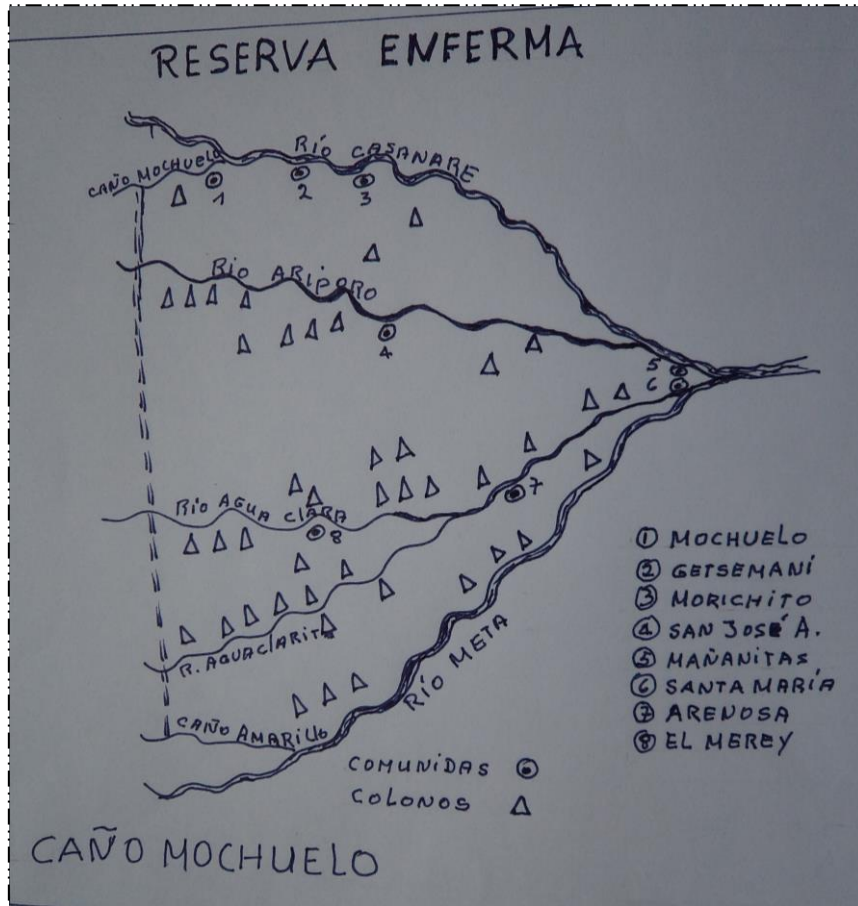 RESERVA ENFERMA
RÍO CASANARE
CAÑO MOCHUELO
1
2
3
RÍO ARIPORO
4
5
6
7
RÍO AGUA CLARA
8
R. AGUACLARITA
RÍO META
CAÑO AMARILLO
① MOCHUELO
② GETSEMANÍ
③ MORICHITO
④ SAN JOSÉ A.
⑤ MAÑANITAS
⑥ SANTA MARÍA
⑦ ARENOSA
⑧ EL MEREY
COMUNIDAS
COLONOS
CAÑO MOCHUELO